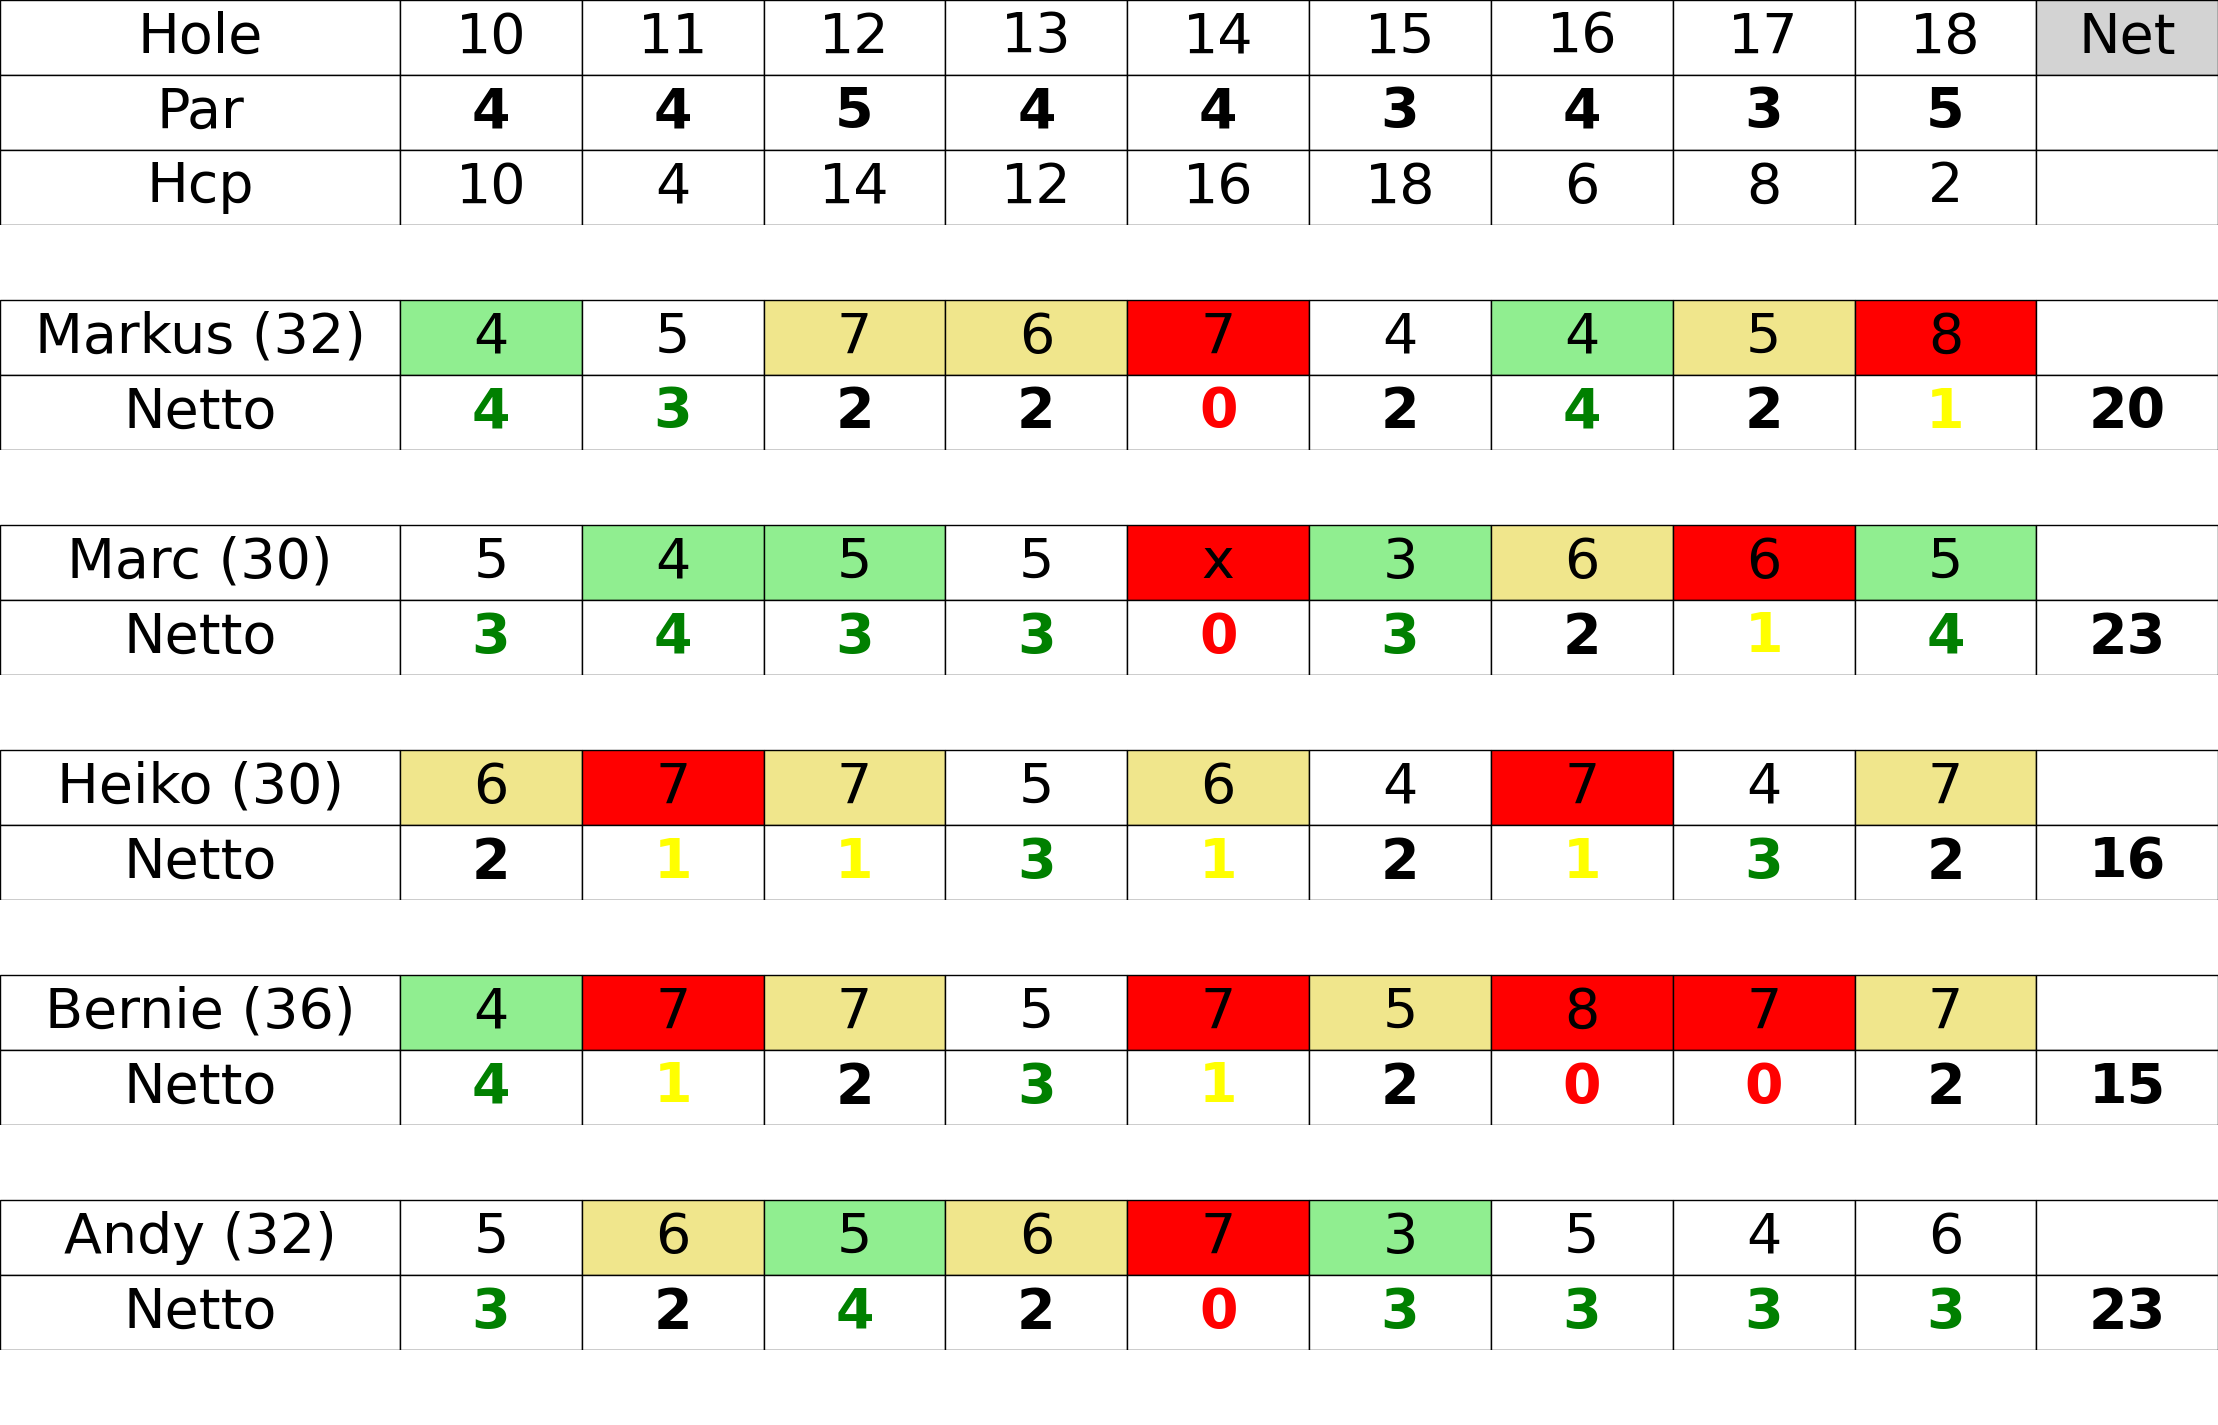 Hole 10 11 12 13 14 15 16 17 18 Net
Par 4 4 5 4 4 3 4 3 5
Hcp 10 4 14 12 16 18 6 8 2
Markus (32) 4 5 7 6 7 4 4 5 8
Netto 4 3 2 2 0 2 4 2 1 20
Marc (30) 5 4 5 5 x 3 6 6 5
Netto 3 4 3 3 0 3 2 1 4 23
Heiko (30) 6 7 7 5 6 4 7 4 7
Netto 2 1 1 3 1 2 1 3 2 16
Bernie (36) 4 7 7 5 7 5 8 7 7
Netto 4 1 2 3 1 2 0 0 2 15
Andy (32) 5 6 5 6 7 3 5 4 6
Netto 3 2 4 2 0 3 3 3 3 23